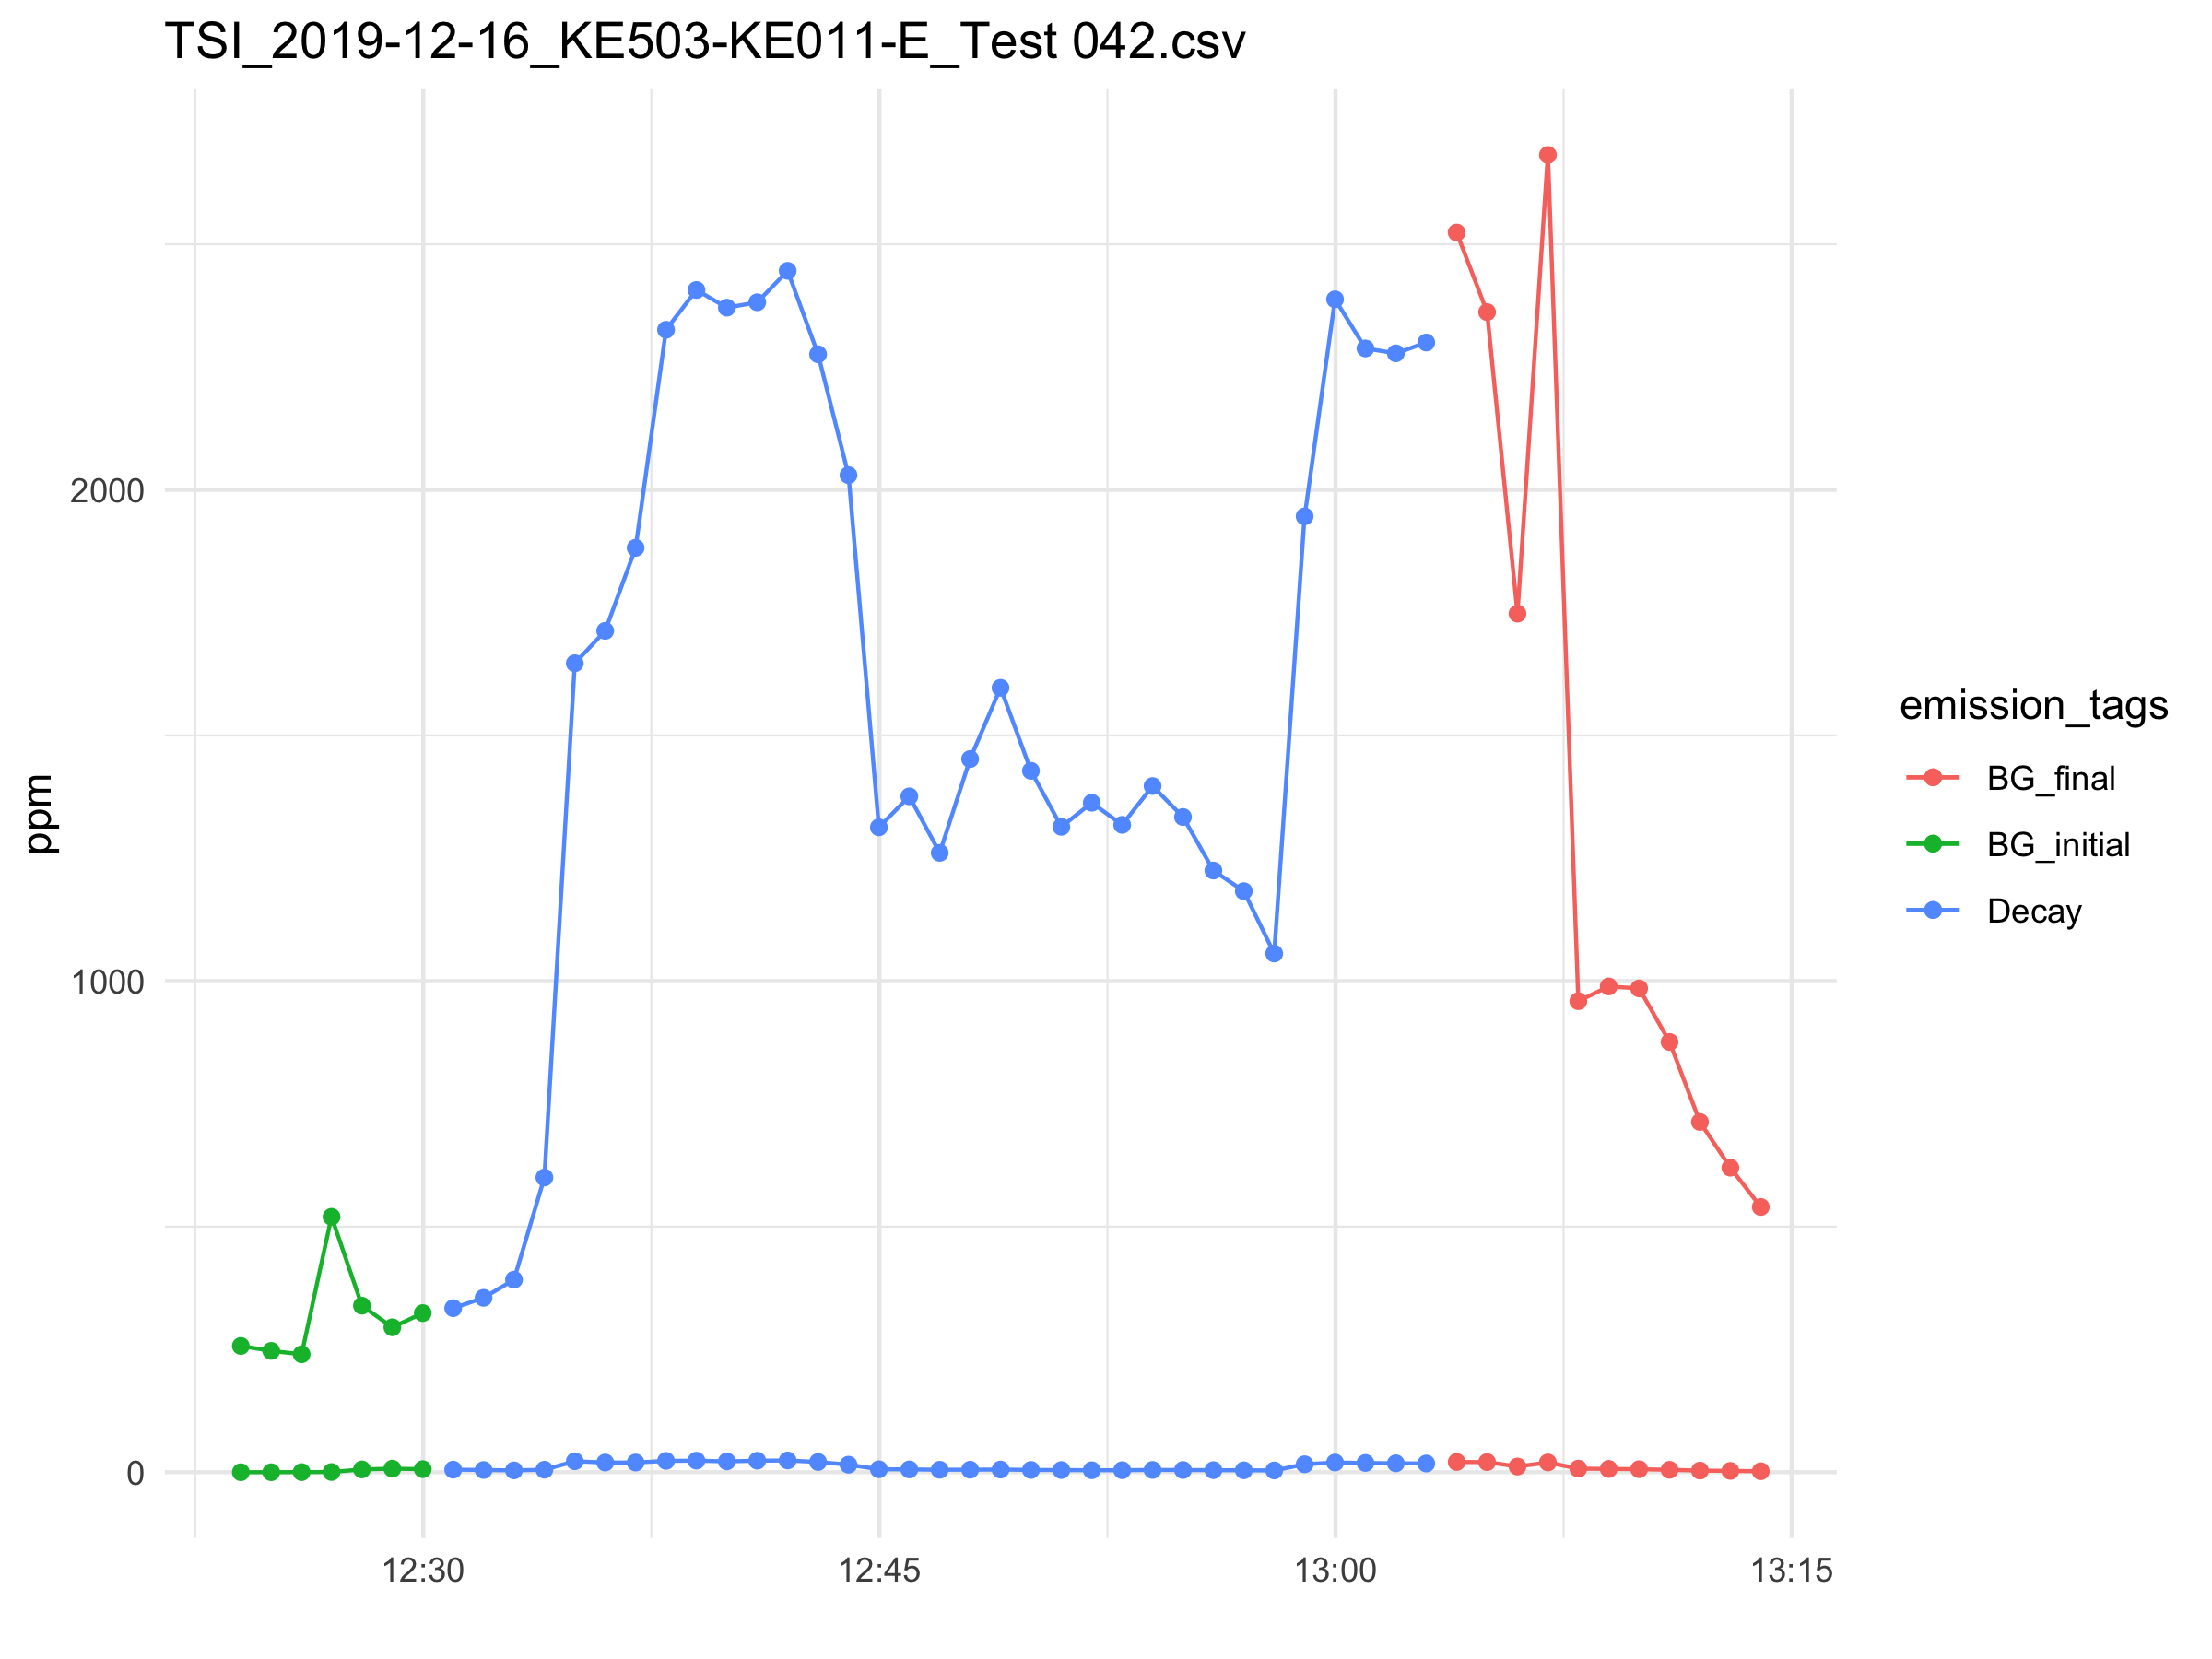 TSI_2019-12-16_KE503-KE011-E_Test 042.csv
ppm
2000
1000
0
12:30
12:45
13:00
13:15
emission_tags
BG_final
BG_initial
Decay